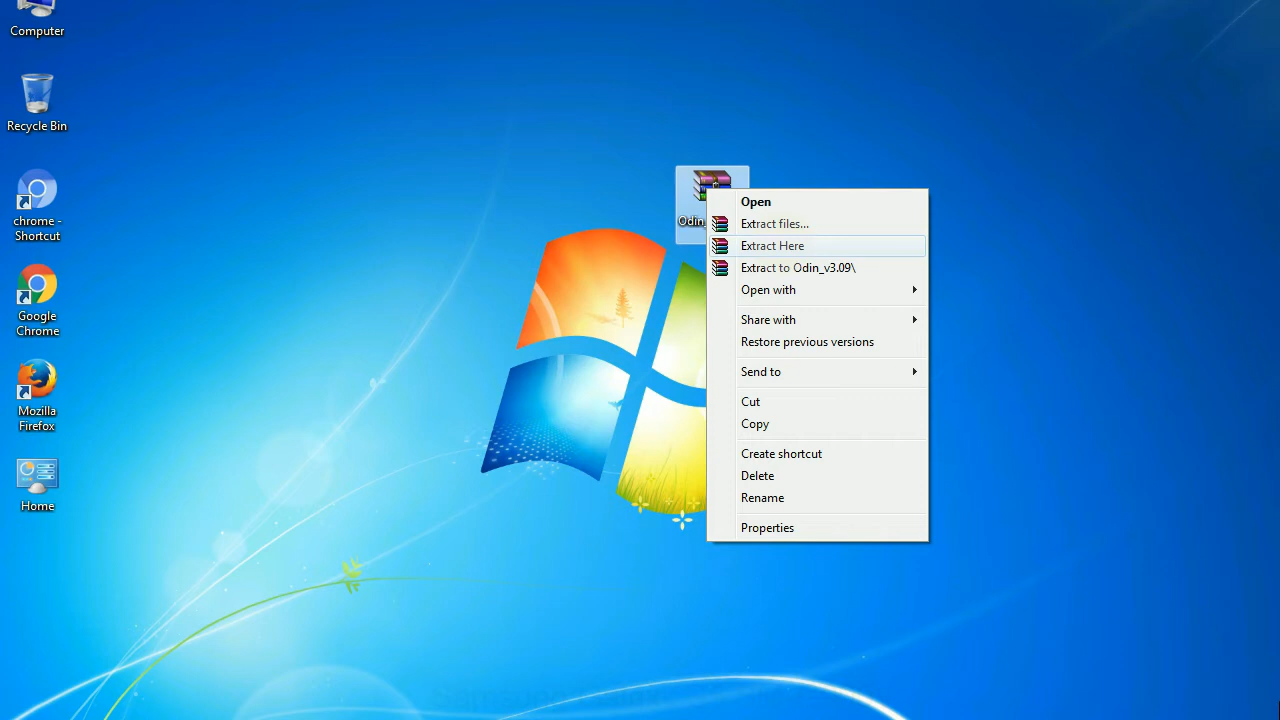 Computer
Recycle Bin
chrome -
Shortcut
Google
Chrome
Mozilla
Firefox
Home
Open
Extract files...
Extract Here
Extract to Odin_v3.09\
Open with
Share with
Restore previous versions
Send to
Cut
Copy
Create shortcut
Delete
Rename
Properties